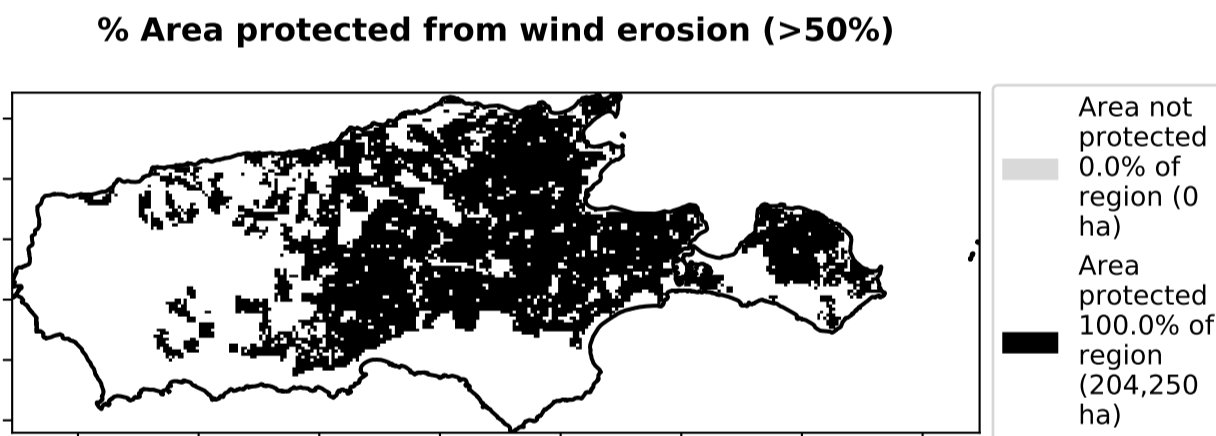 % Area protected from wind erosion (>50%)
Area not
protected
0.0% of
region (0
ha)
Area
protected
100.0% of
region
(204,250
ha)